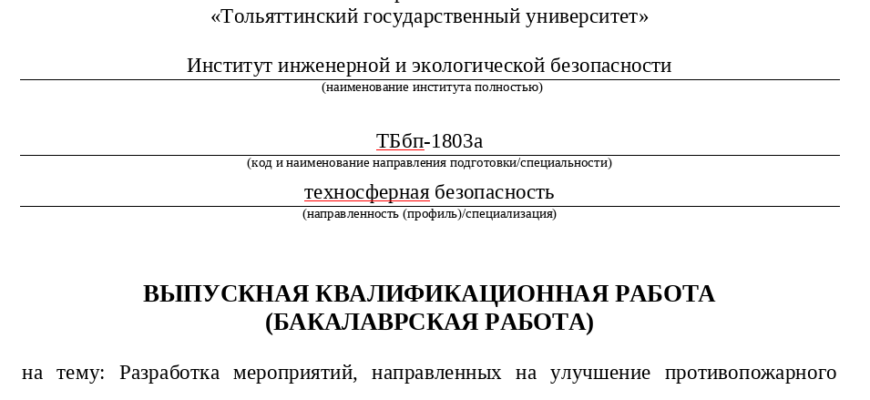 «Тольяттинский государственный университет»
Институт инженерной и экологической безопасности
(наименование института полностью)
ТБбп-1803а
(код и наименование направления подготовки/специальности)
техносферная безопасность
(направленность (профиль)/специализация)
ВЫПУСКНАЯ КВАЛИФИКАЦИОННАЯ РАБОТА
(БАКАЛАВРСКАЯ РАБОТА)
на тему: Разработка мероприятий, направленных на улучшение противопожарного